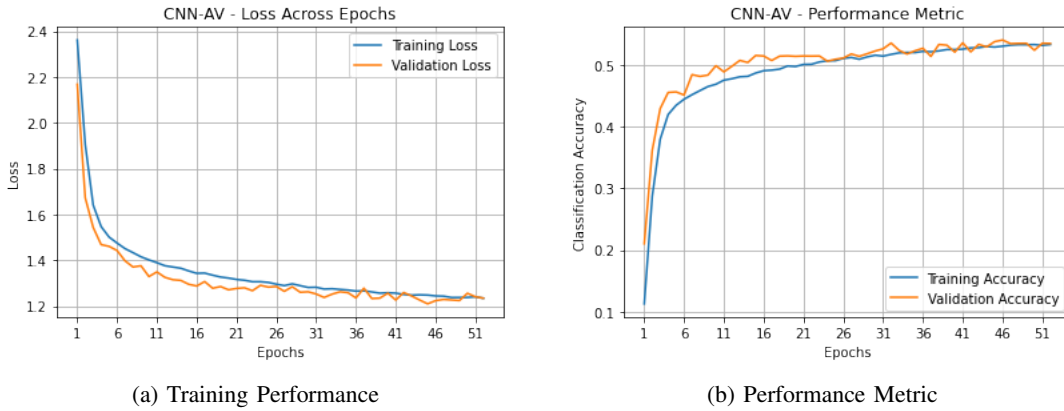 CNN-AV - Loss Across Epochs
2.4
2.2
2.0
1.8
1.6
1.4
1.2
Loss
Training Loss
Validation Loss
1 6 11 16 21 26 31 36 41 46 51
Epochs
(a) Training Performance
CNN-AV - Performance Metric
0.5
0.4
0.3
0.2
0.1
Classification Accuracy
Training Accuracy
Validation Accuracy
1 6 11 16 21 26 31 36 41 46 51
Epochs
(b) Performance Metric